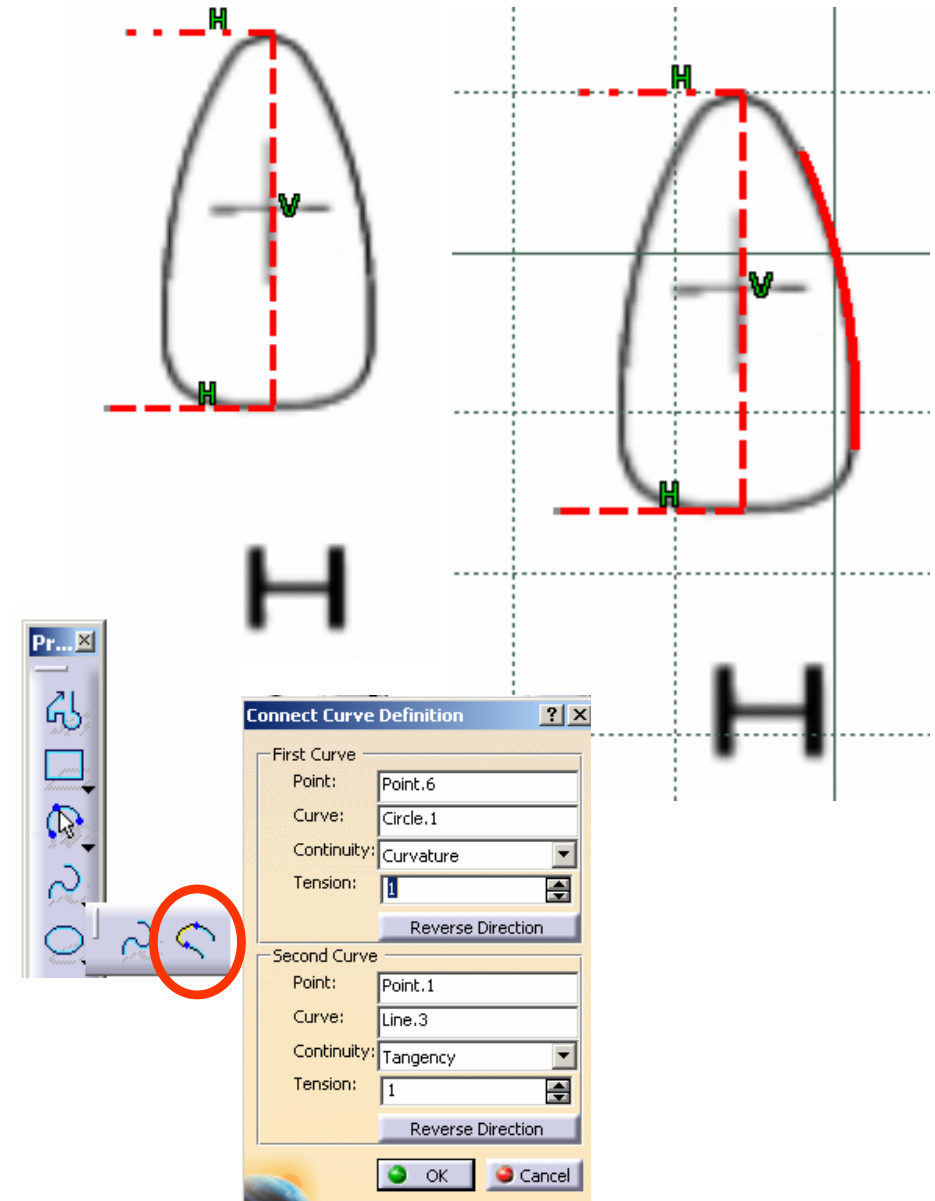 H
V
H
H
V
H
H
H
Pr...
Connect Curve Definition
?
First Curve
Point: Point.6
Curve: Circle.1
Continuity: Curvature
Tension: 1
Reverse Direction
Second Curve
Point: Point.1
Curve: Line.3
Continuity: Tangency
Tension: 1
Reverse Direction
OK Cancel